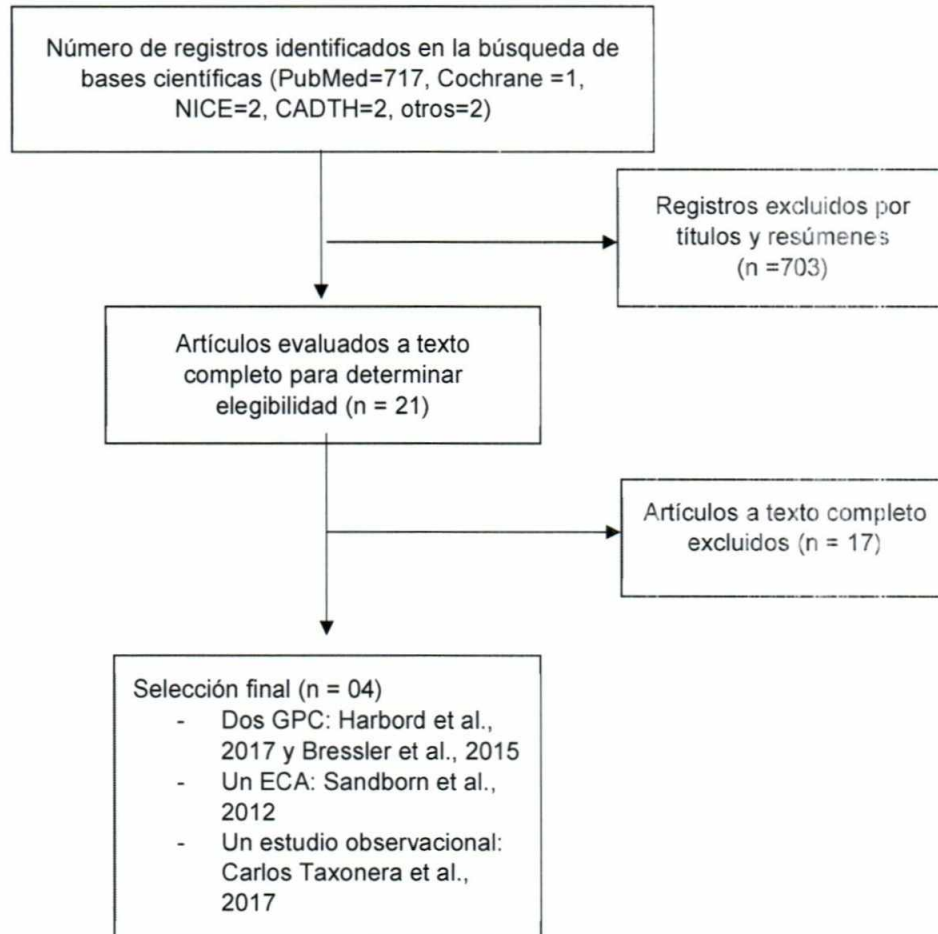 Número de registros identificados en la búsqueda de
bases científicas (PubMed=717, Cochrane =1,
NICE=2, CADTH=2, otros=2)
Registros excluidos por
títulos y resúmenes
(n =703)
Artículos evaluados a texto
completo para determinar
elegibilidad (n = 21)
Artículos a texto completo
excluidos (n = 17)
Selección final (n = 04)
- Dos GPC: Harbord et al.,
2017 y Bressler et al., 2015
- Un ECA: Sandborn et al.,
2012
- Un estudio observacional:
Carlos Taxonera et al.,
2017